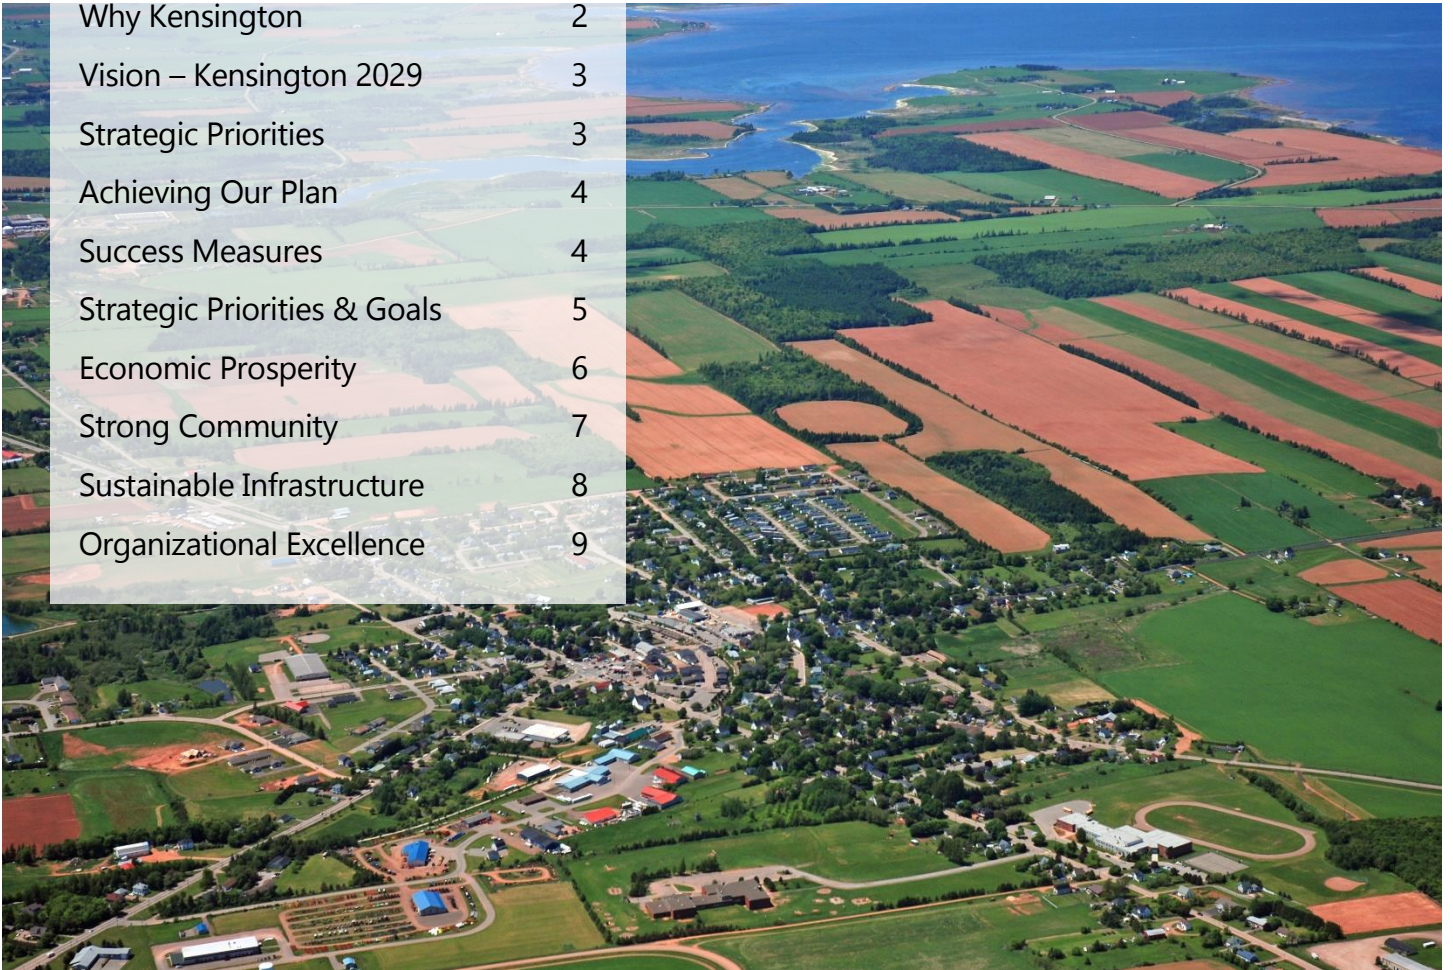 Why Kensington 2
Vision – Kensington 2029 3
Strategic Priorities 3
Achieving Our Plan 4
Success Measures 4
Strategic Priorities & Goals 5
Economic Prosperity 6
Strong Community 7
Sustainable Infrastructure 8
Organizational Excellence 9